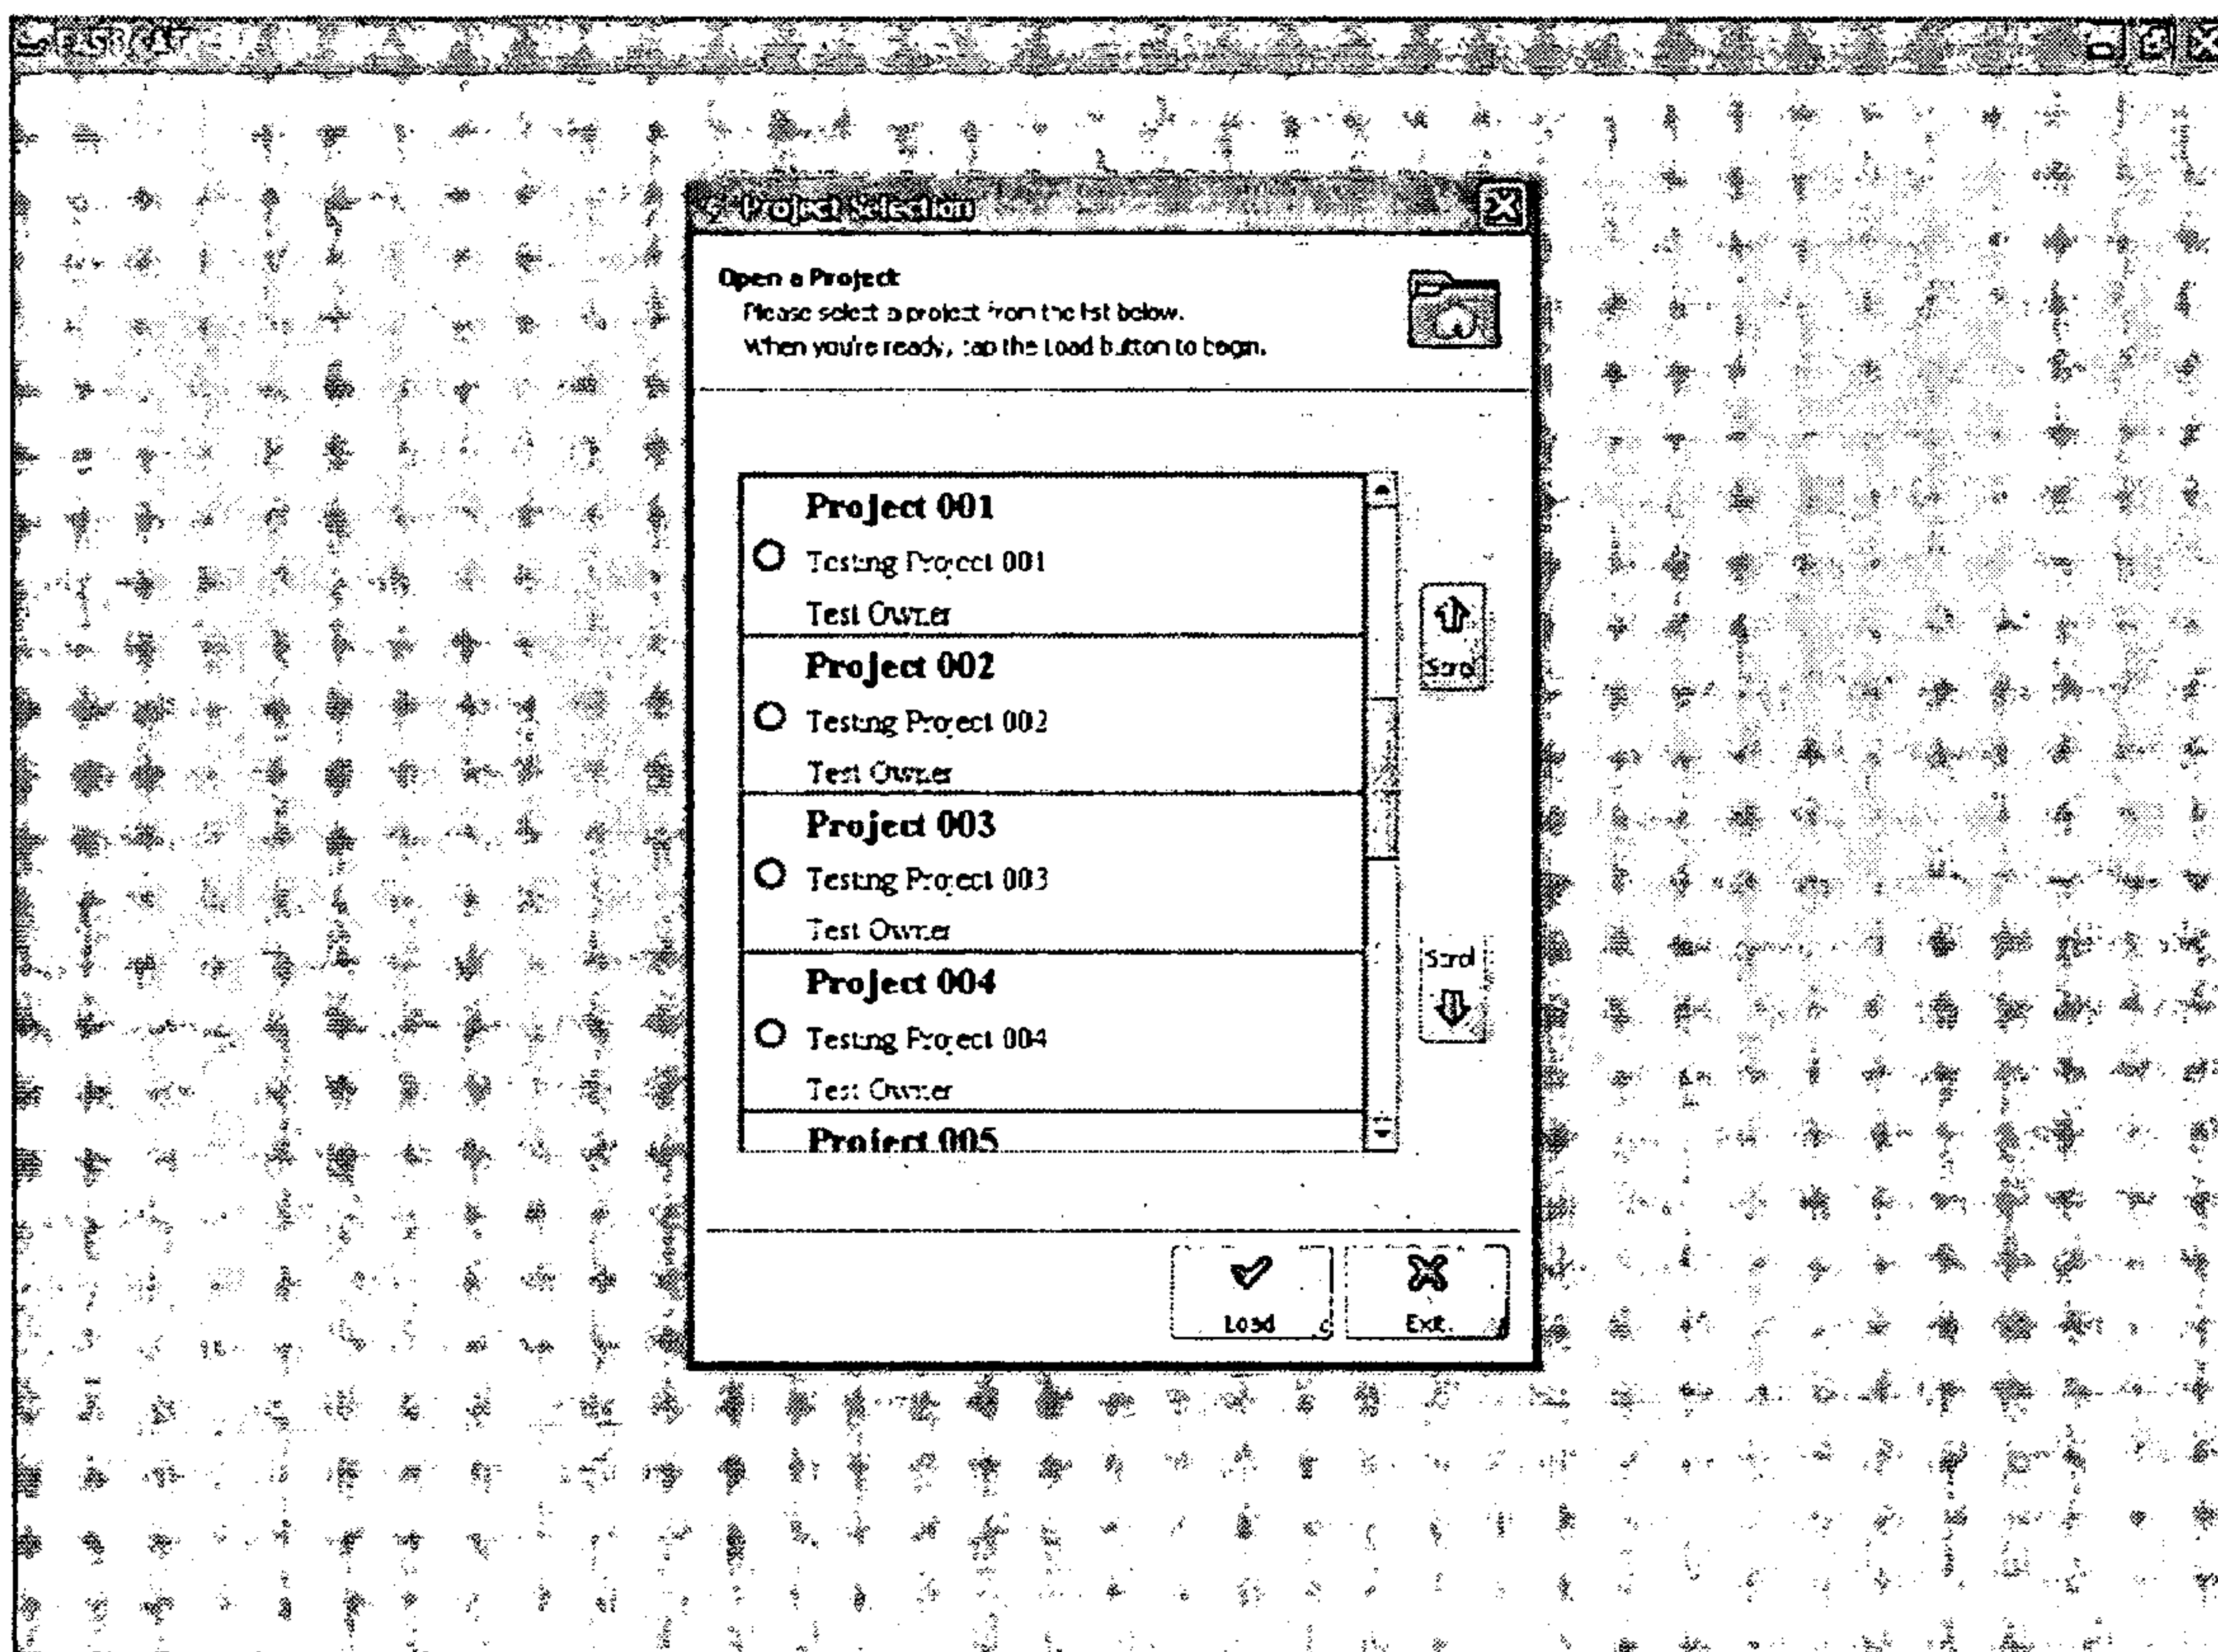 Project Selection
Open a Project
Please select a project from the list below.
When you're ready, tap the Load button to begin.
Project 001
Testing Project 001
Test Owner
Scroll
Project 002
Testing Project 002
Test Owner
Project 003
Testing Project 003
Test Owner
Scroll
Project 004
Testing Project 004
Test Owner
Project 005
Load
Exit